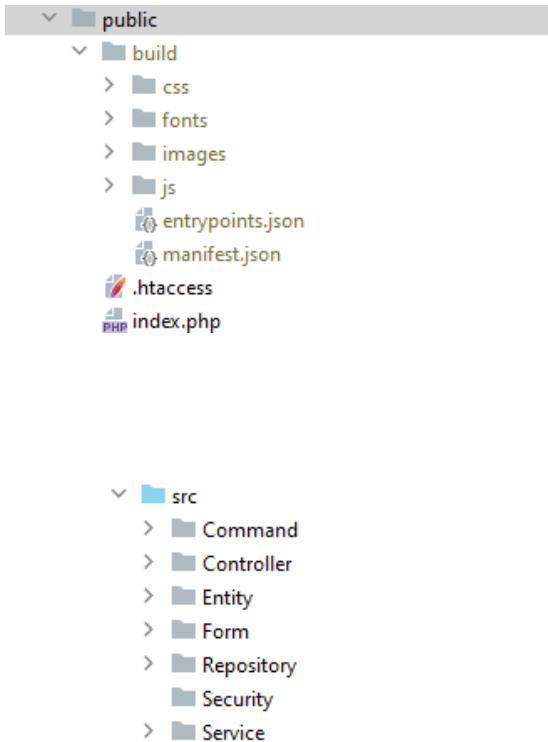 public
build
css
fonts
images
js
entrypoints.json
manifest.json
.htaccess
PHP index.php
src
Command
Controller
Entity
Form
Repository
Security
Service